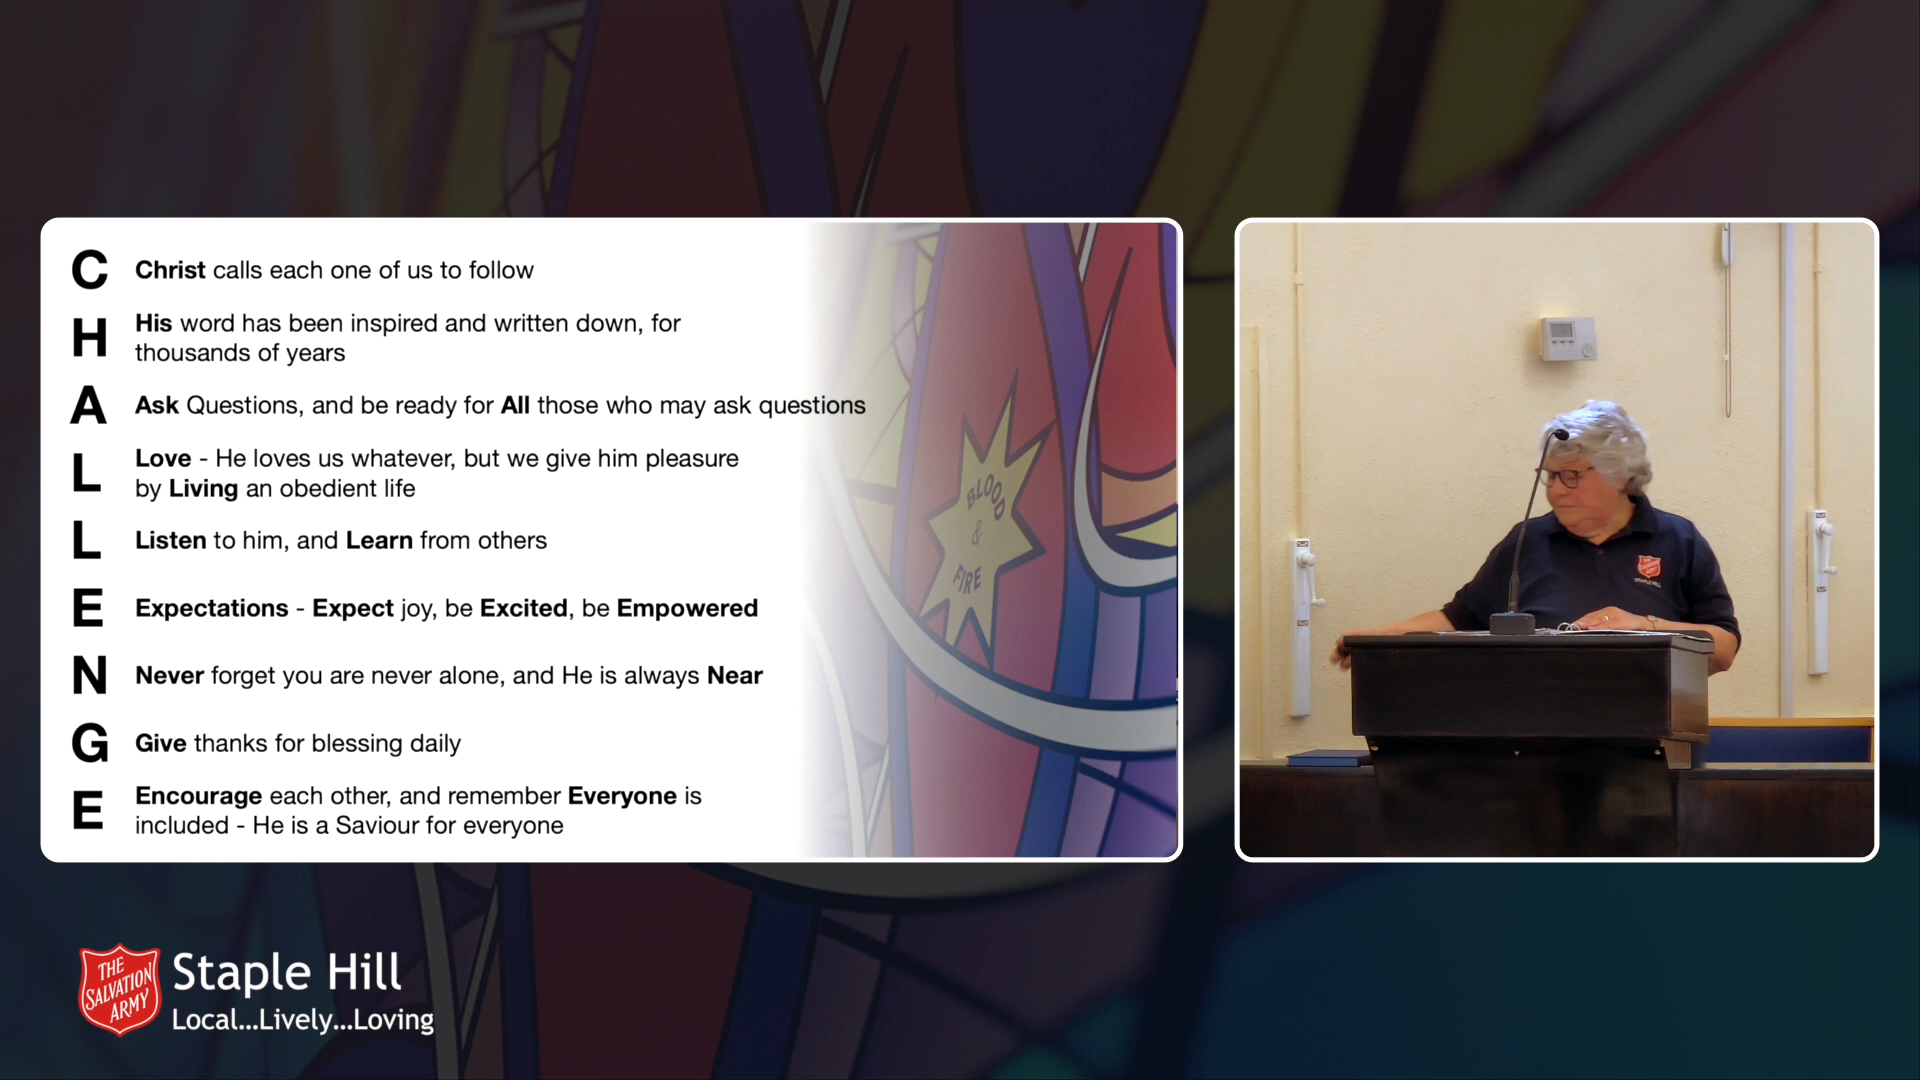 C
Christ calls each one of us to follow
H
His word has been inspired and written down, for
thousands of years
A
Ask Questions, and be ready for All those who may ask questions
L
Love - He loves us whatever, but we give him pleasure
by Living an obedient life
L
Listen to him, and Learn from others
E
Expectations - Expect joy, be Excited, be Empowered
N
Never forget you are never alone, and He is always Near
G
Give thanks for blessing daily
E
Encourage each other, and remember Everyone is
included - He is a Saviour for everyone
BLOOD
&
FIRE
THE
SALVATION
ARMY
STAPLE HILL
THE
SALVATION
ARMY
Staple Hill
Local...Lively...Loving